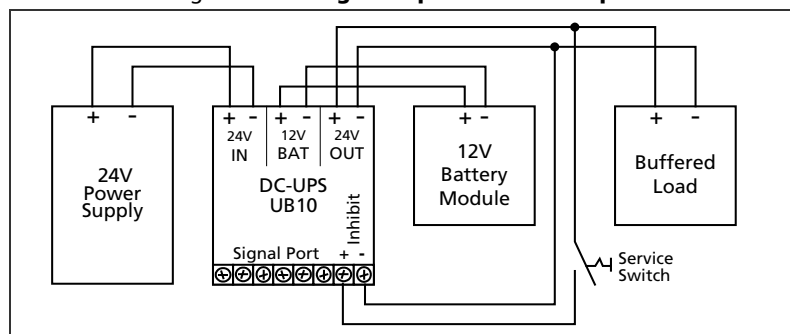 + -
24V
Power
Supply
+ - + - + -
24V 12V 24V
IN BAT OUT
DC-UPS
UB10
Inhibit
Signal Port + -
+ -
12V
Battery
Module
+ -
Buffered
Load
Service
Switch